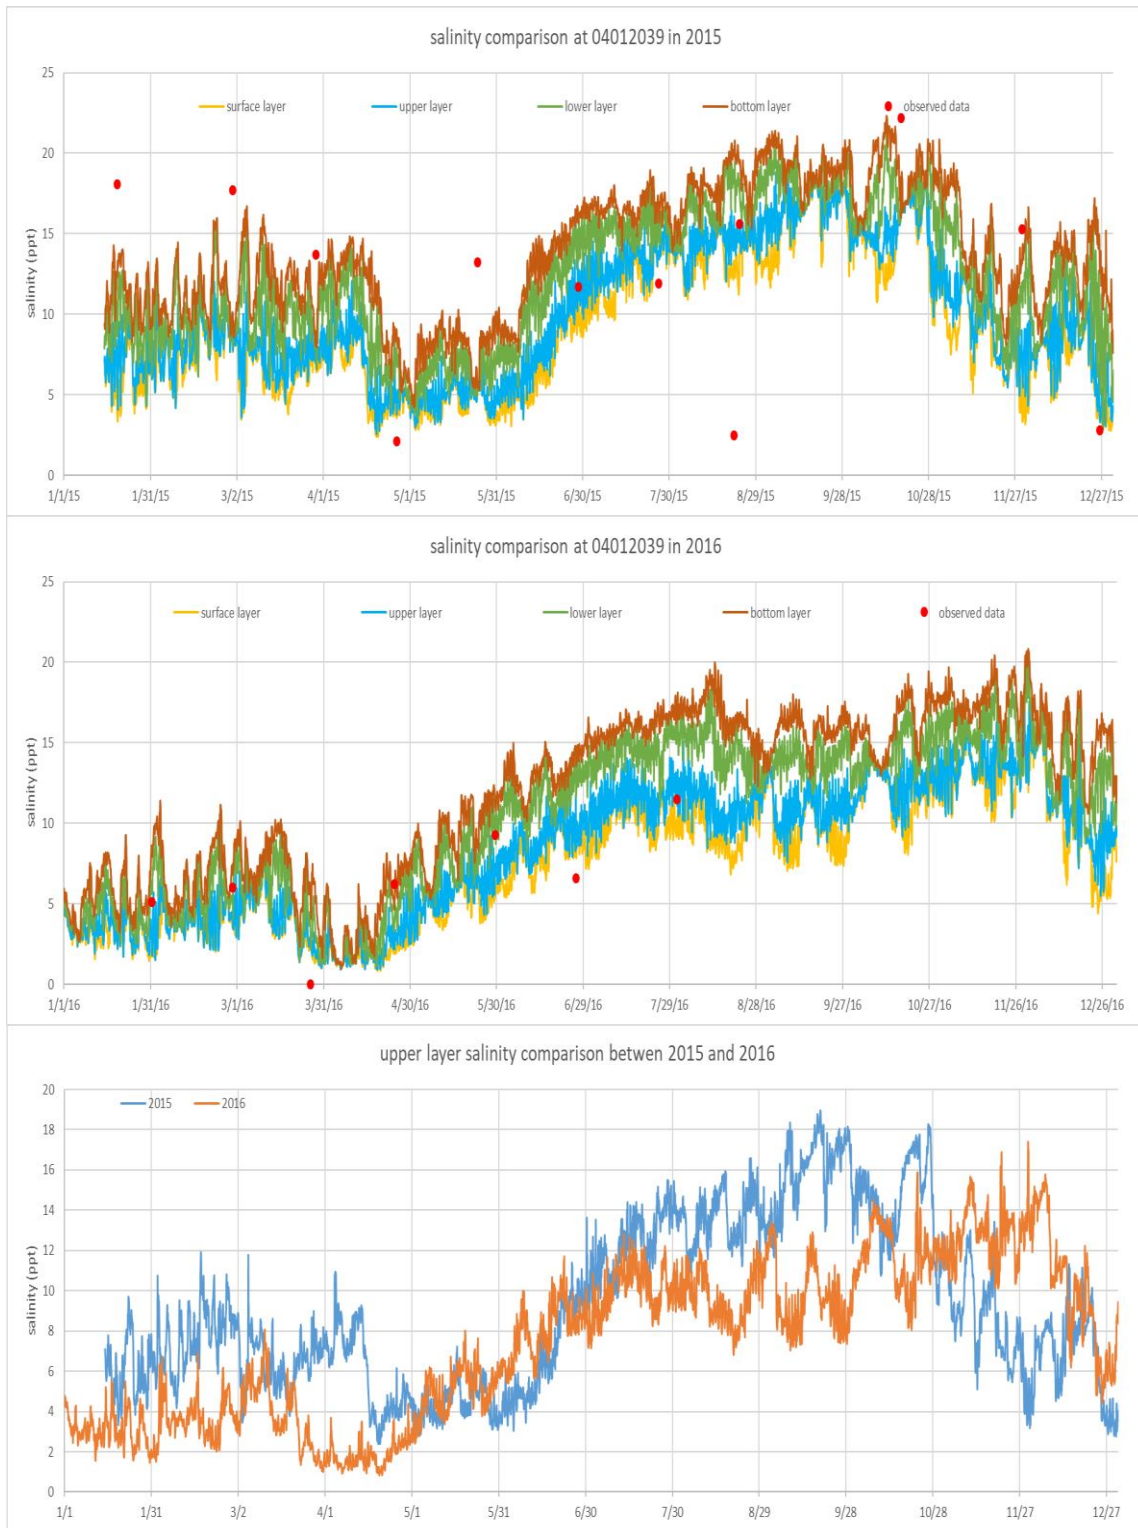 salinity comparison at 04012039 in 2015
25
surface layer upper layer lower layer bottom layer observed data
20
15
salinity (ppt)
10
5
0
1/1/15 1/31/15 3/2/15 4/1/15 5/1/15 5/31/15 6/30/15 7/30/15 8/29/15 9/28/15 10/28/15 11/27/15 12/27/15
salinity comparison at 04012039 in 2016
25
surface layer upper layer lower layer bottom layer observed data
20
15
salinity (ppt)
10
5
0
1/1/16 1/31/16 3/1/16 3/31/16 4/30/16 5/30/16 6/29/16 7/29/16 8/28/16 9/27/16 10/27/16 11/26/16 12/26/16
upper layer salinity comparison betwen 2015 and 2016
20
2015 2016
18
16
14
12
salinity (ppt)
10
8
6
4
2
0
1/1 1/31 3/2 4/1 5/1 5/31 6/30 7/30 8/29 9/28 10/28 11/27 12/27